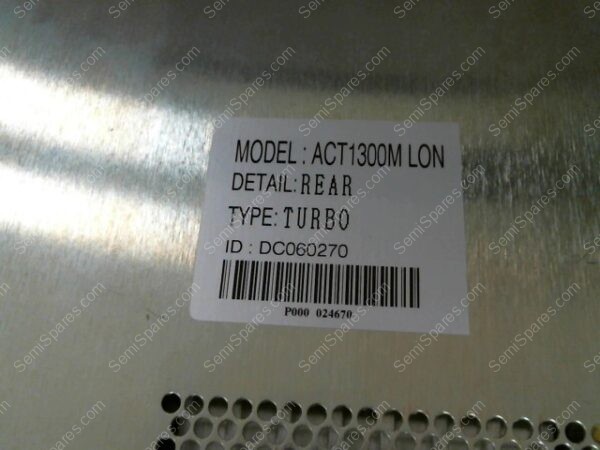 MODEL : ACT1300M LON
DETAIL:REAR
TYPE:TURBO
ID : DC060270
P000 024670
SemiSpares.com